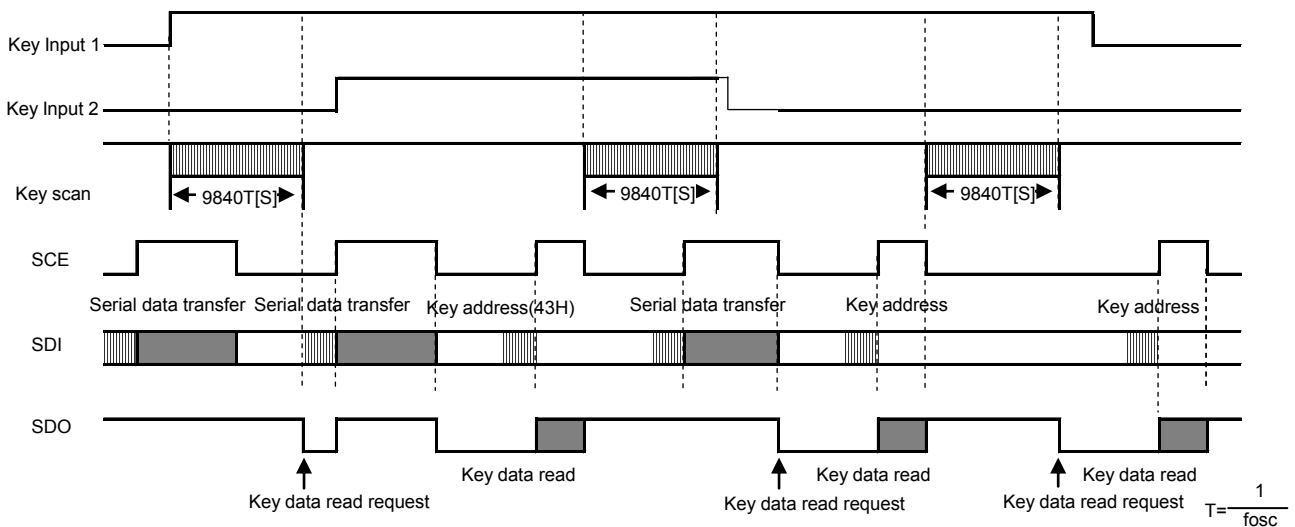 Key Input 1
Key Input 2
Key scan
9840T[S] 9840T[S] 9840T[S]
SCE
Serial data transfer Serial data transfer Key address(43H) Serial data transfer Key address Key address
SDI
SDO
Key data read Key data read Key data read
Key data read request Key data read request Key data read request
T= 1
fosc